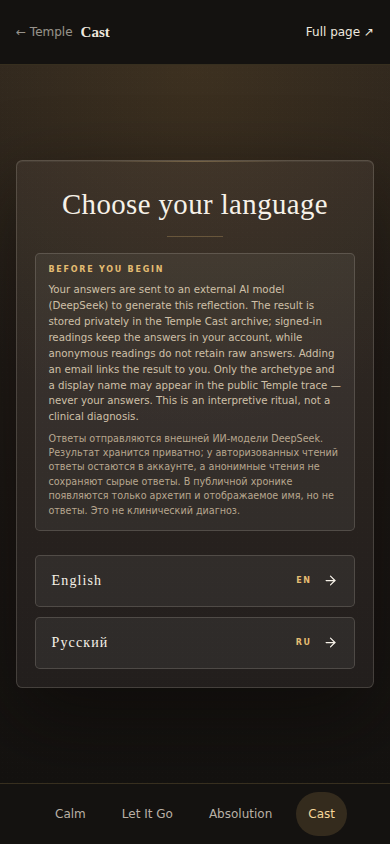 ← Temple Cast Full page ↗
Choose your language
BEFORE YOU BEGIN
Your answers are sent to an external AI model
(DeepSeek) to generate this reflection. The result is
stored privately in the Temple Cast archive; signed-in
readings keep the answers in your account, while
anonymous readings do not retain raw answers. Adding
an email links the result to you. Only the archetype and
a display name may appear in the public Temple trace —
never your answers. This is an interpretive ritual, not a
clinical diagnosis.
Ответы отправляются внешней ИИ-модели DeepSeek.
Результат хранится приватно; у авторизованных чтений
ответы остаются в аккаунте, а анонимные чтения не
сохраняют сырые ответы. В публичной хронике
появляются только архетип и отображаемое имя, но не
ответы. Это не клинический диагноз.
English EN →
Русский RU →
Calm Let It Go Absolution Cast